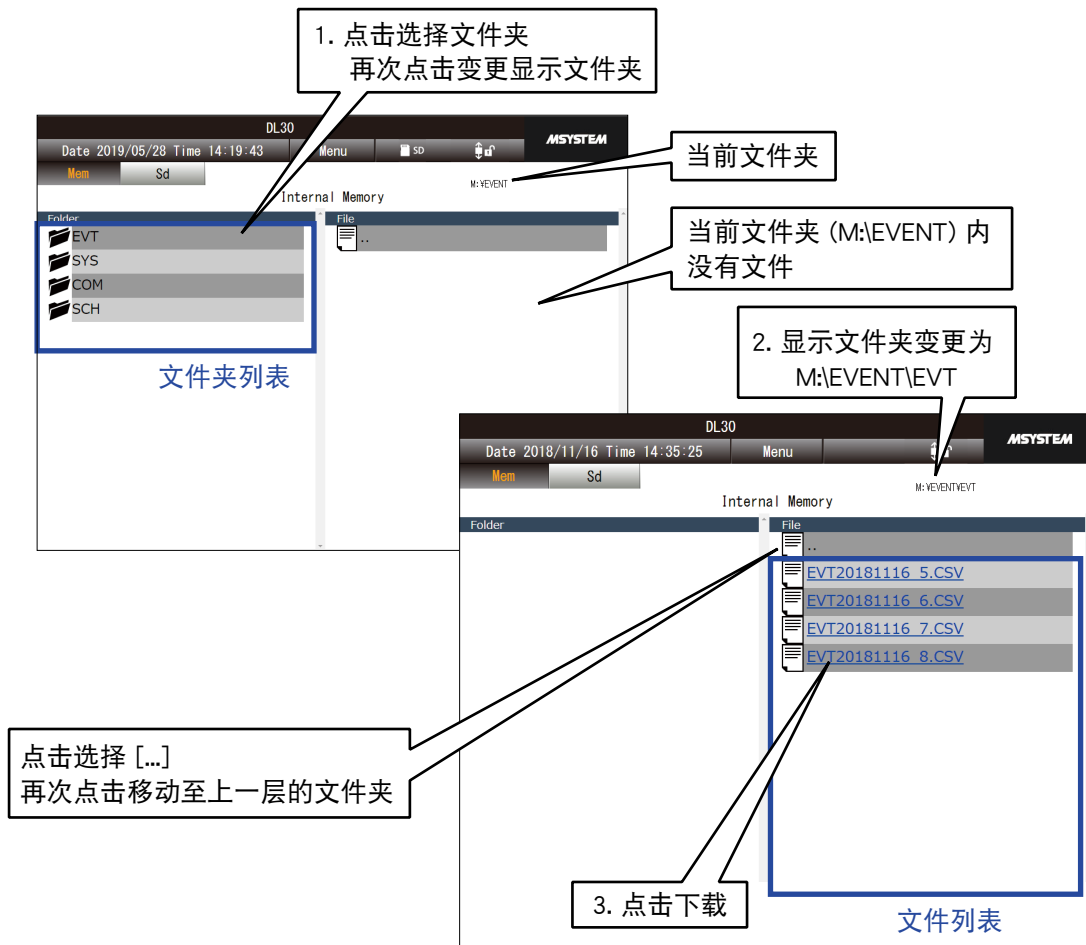 1. 点击选择文件夹
再次点击变更显示文件夹
DL30
MSYSTEM
Date 2019/05/28 Time 14:19:43
Menu
SD
Mem
Sd
M:¥EVENT
当前文件夹
Internal Memory
Folder
File
EVT
..
SYS
COM
SCH
当前文件夹 (M:\EVENT) 内
没有文件
文件夹列表
2. 显示文件夹变更为
M:\EVENT\EVT
DL30
MSYSTEM
Date 2018/11/16 Time 14:35:25
Menu
Mem
Sd
M:¥EVENT¥EVT
Internal Memory
Folder
File
..
EVT20181116_5.CSV
EVT20181116_6.CSV
EVT20181116_7.CSV
EVT20181116_8.CSV
点击选择 [...]
再次点击移动至上一层的文件夹
3. 点击下载
文件列表